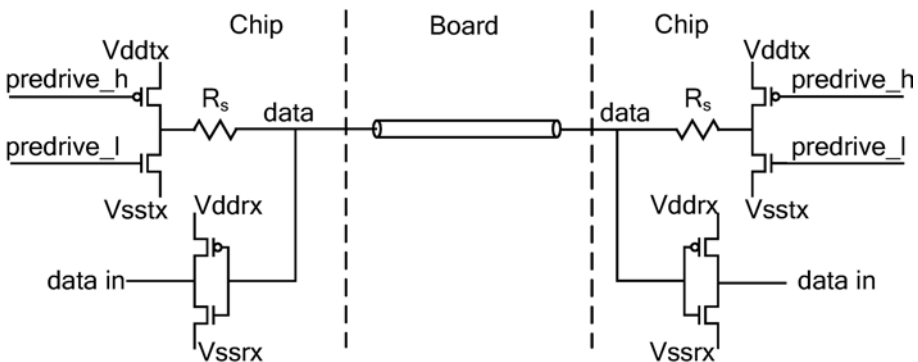 Chip Board Chip
Vddtx Vddtx
predrive_h predrive_h
Rs data data Rs
predrive_l predrive_l
Vsstx Vsstx
Vddrx Vddrx
data in data in
Vssrx Vssrx